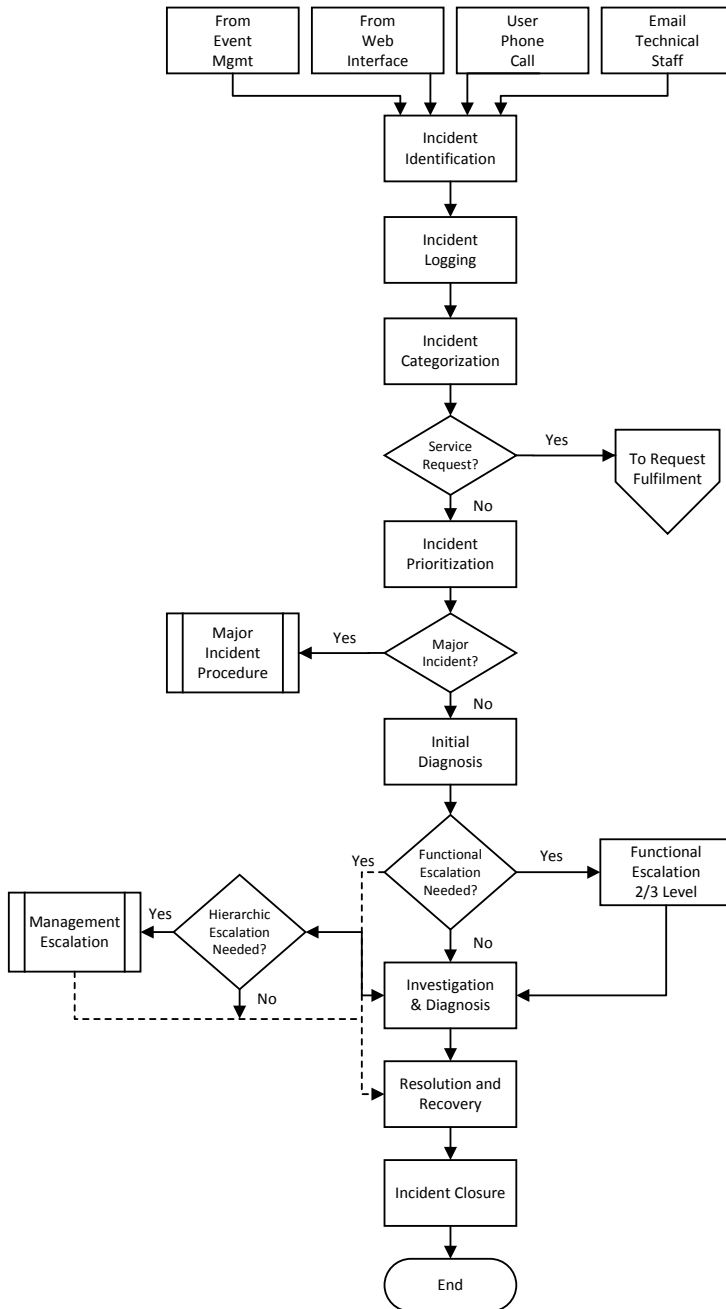 From
Event
Mgmt
From
Web
Interface
User
Phone
Call
Email
Technical
Staff
Incident
Identification
Incident
Logging
Incident
Categorization
Service
Request?
Yes
To Request
Fulfilment
No
Incident
Prioritization
Major
Incident
Procedure
Yes
Major
Incident?
No
Initial
Diagnosis
Yes
Functional
Escalation
Needed?
Yes
Functional
Escalation
2/3 Level
Management
Escalation
Yes
Hierarchic
Escalation
Needed?
No
No
Investigation
& Diagnosis
Resolution and
Recovery
Incident Closure
End